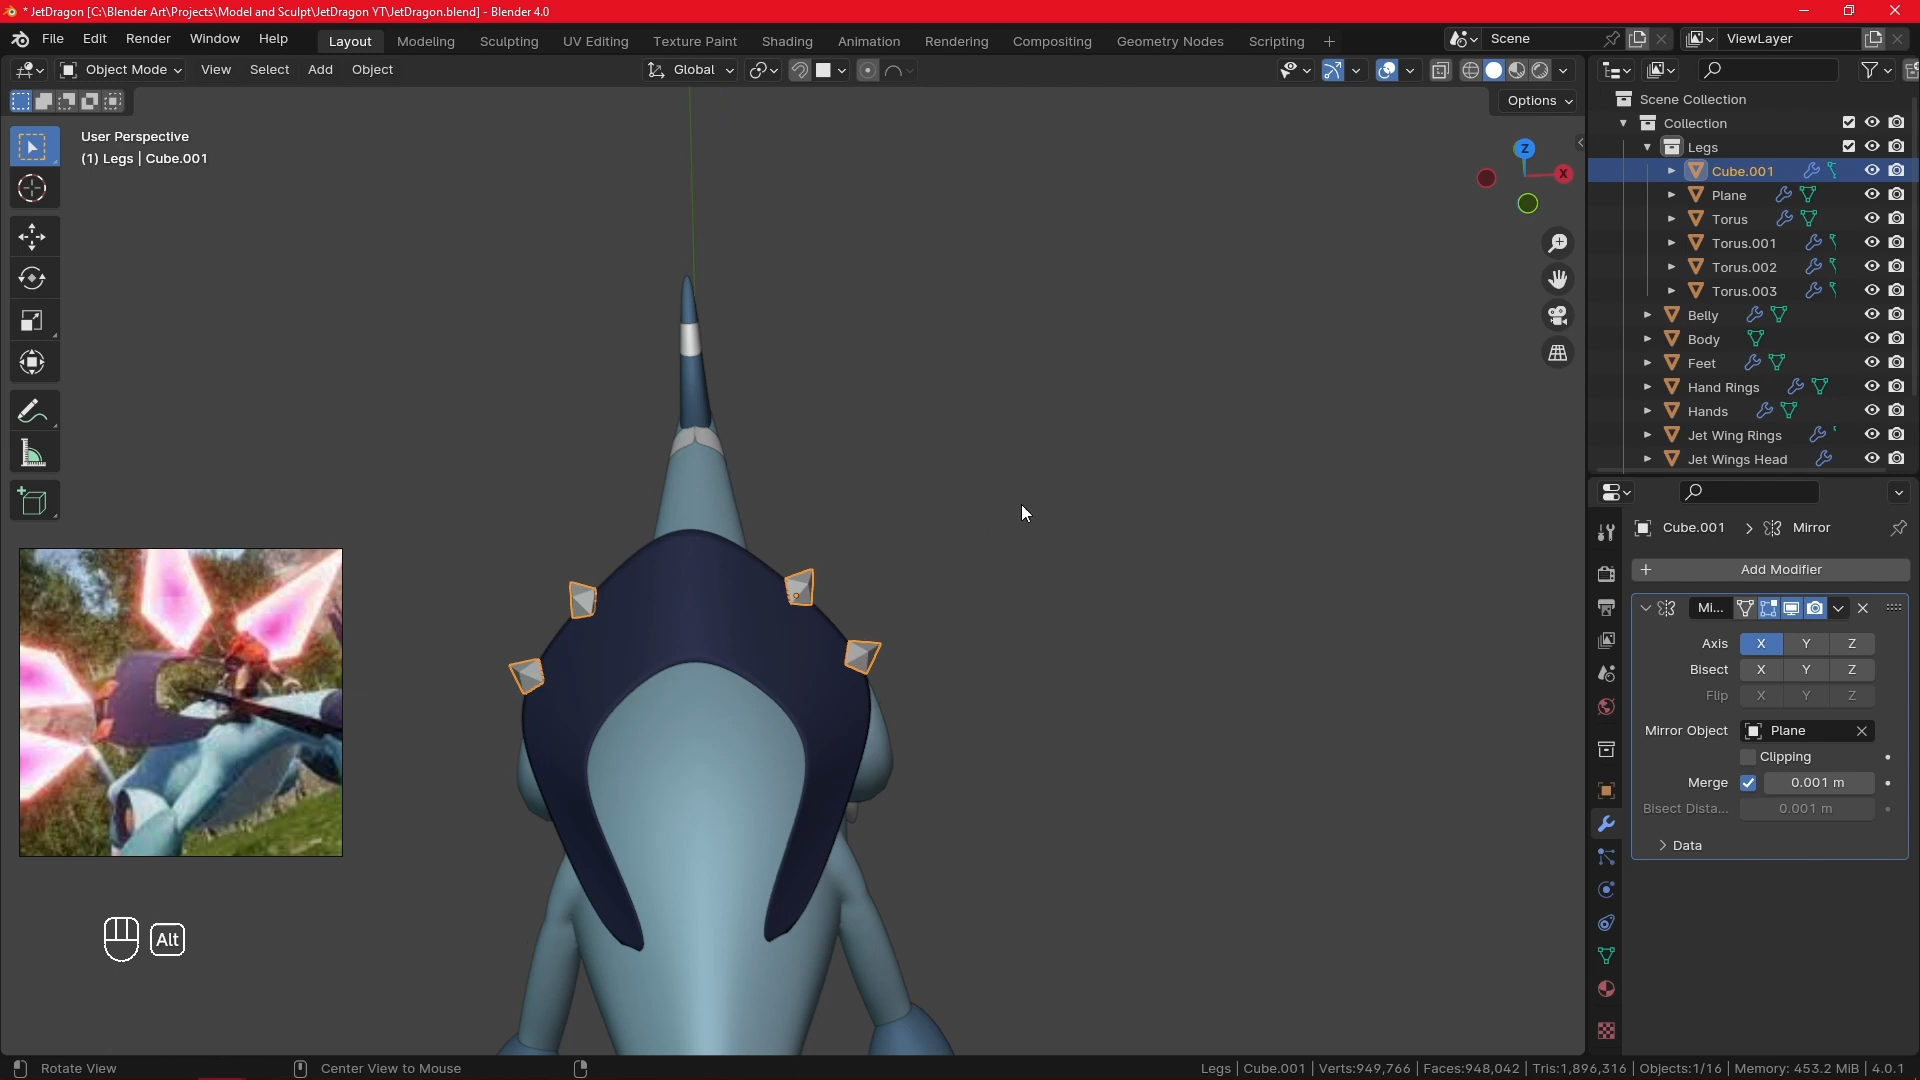 * JetDragon [C:\Blender Art\Projects\Model and Sculpt\JetDragon YT\JetDragon.blend] - Blender 4.0
File Edit Render Window Help Layout Modeling Sculpting UV Editing Texture Paint Shading Animation Rendering Compositing Geometry Nodes Scripting + Scene ViewLayer
Object Mode View Select Add Object Global
Options
User Perspective
(1) Legs | Cube.001
Z
X
Scene Collection
Collection
Legs
Cube.001
Plane
Torus
Torus.001
Torus.002
Torus.003
Belly
Body
Feet
Hand Rings
Hands
Jet Wing Rings
Jet Wings Head
Cube.001 > Mirror
+ Add Modifier
Mi...
Axis X Y Z
Bisect X Y Z
Flip X Y Z
Mirror Object Plane
Clipping
Merge 0.001 m
Bisect Dista... 0.001 m
Data
Alt
Rotate View Center View to Mouse Legs | Cube.001 | Verts:949,766 | Faces:948,042 | Tris:1,896,316 | Objects:1/16 | Memory: 453.2 MiB | 4.0.1